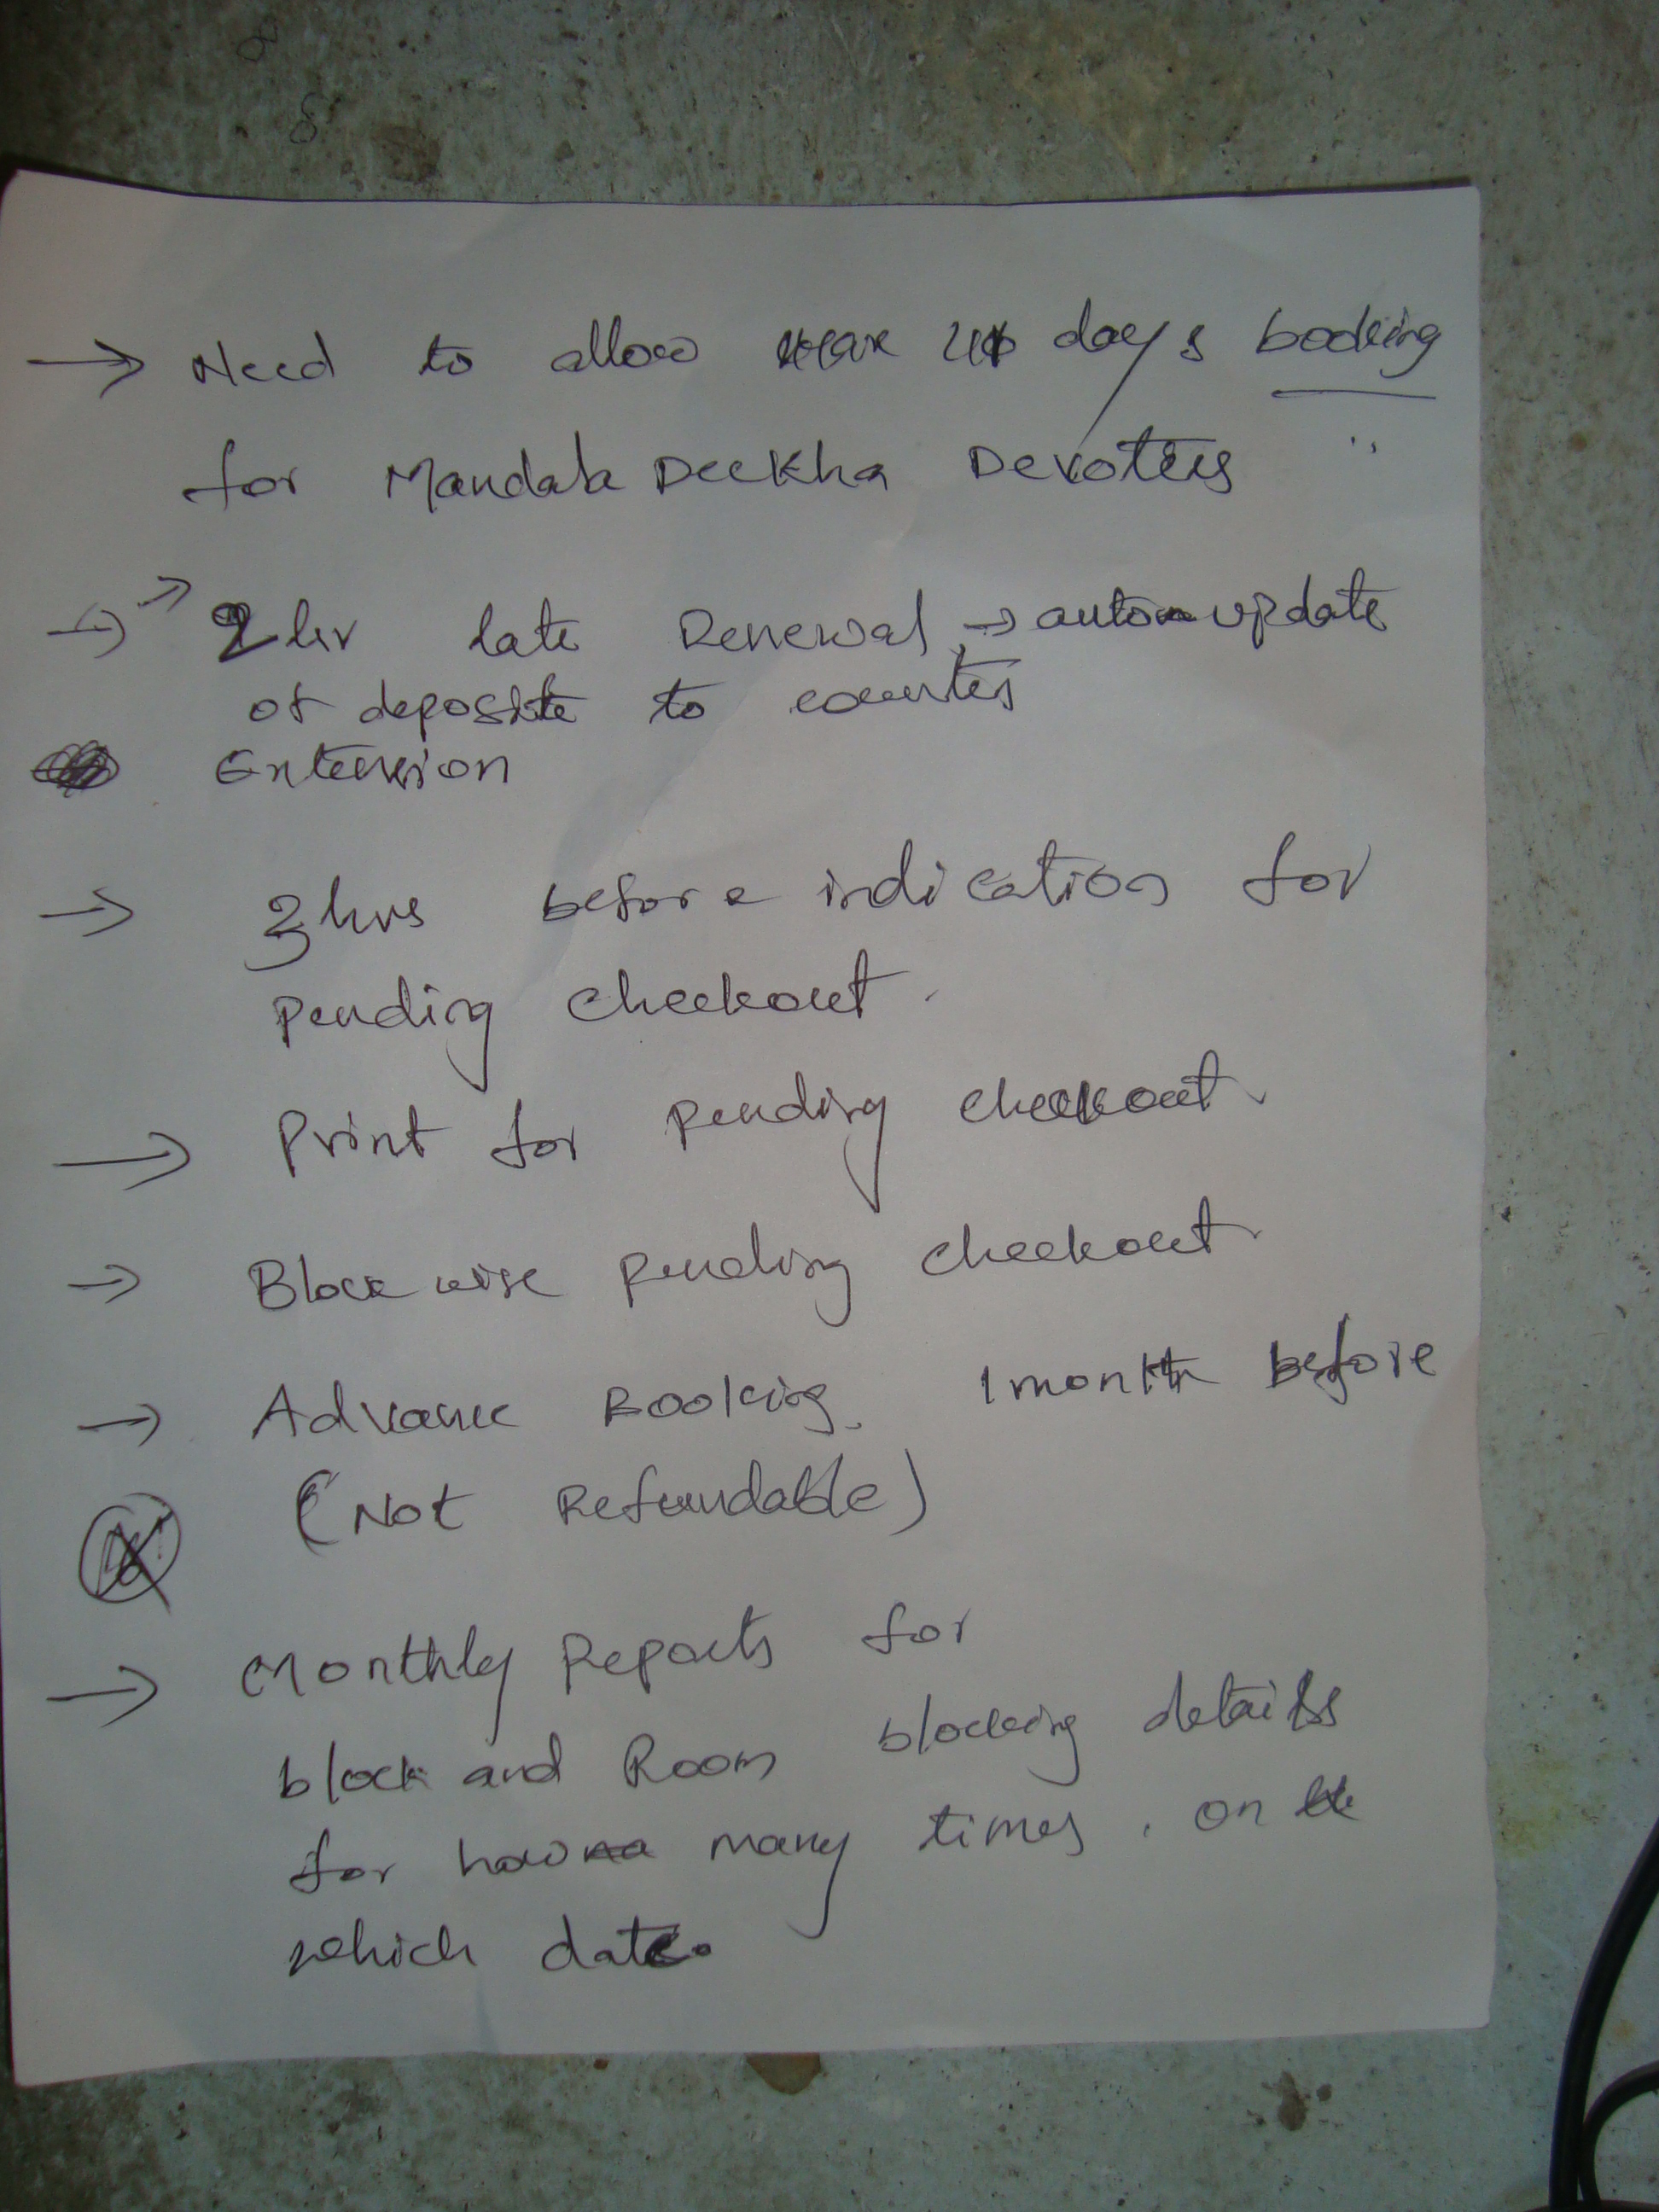 → Need to allow days booking
for Mandala Deekha Devotees
→ → 2 hr late Renewal → auto update
of deposite to counter
Extension
→ 3 hrs before indication for
pending checkout.
→ Print for pending checkout.
→ Block wise pending checkout.
→ Advance Booking. 1 month before
(Not Refundable)
→ Monthly Reports for
block and Room blocking details
for how many times, on
which date.